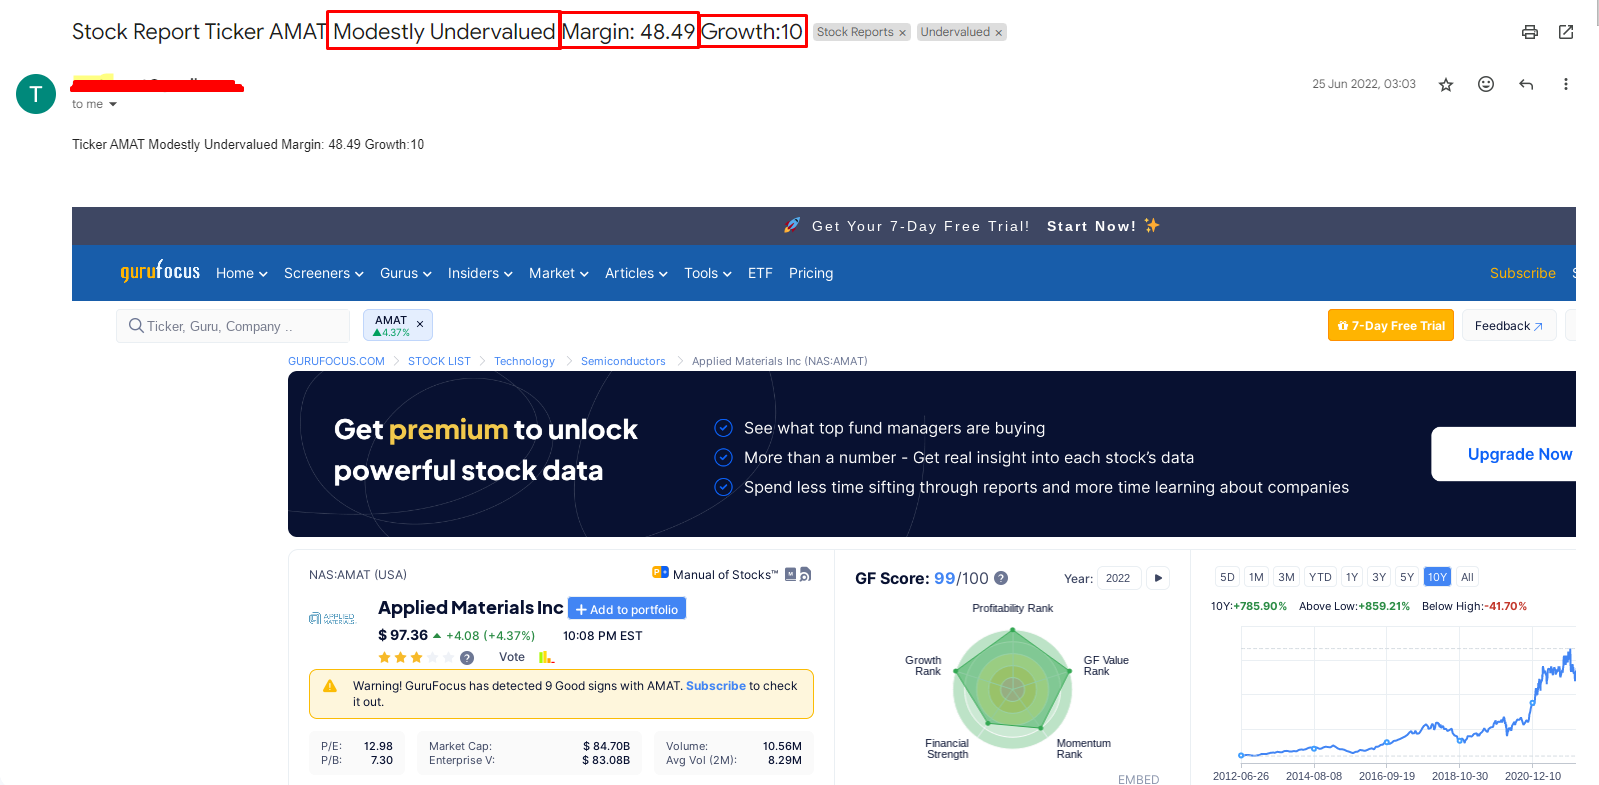 Stock Report Ticker AMAT Modestly Undervalued Margin: 48.49 Growth:10
Stock Reports ×
Undervalued ×
T
25 Jun 2022, 03:03
to me
Ticker AMAT Modestly Undervalued Margin: 48.49 Growth:10
Get Your 7-Day Free Trial! Start Now!
gurufocus
Home
Screeners
Gurus
Insiders
Market
Articles
Tools
ETF
Pricing
Subscribe
Ticker, Guru, Company ..
AMAT ×
4.37%
7-Day Free Trial
Feedback
GURUFOCUS.COM > STOCK LIST > Technology > Semiconductors > Applied Materials Inc (NAS:AMAT)
Get premium to unlock
powerful stock data
See what top fund managers are buying
More than a number - Get real insight into each stock's data
Spend less time sifting through reports and more time learning about companies
Upgrade Now
NAS:AMAT (USA)
P
Manual of Stocks™
M
APPLIED
MATERIALS
Applied Materials Inc
+ Add to portfolio
$ 97.36 +4.08 (+4.37%) 10:08 PM EST
? Vote
Warning! GuruFocus has detected 9 Good signs with AMAT. Subscribe to check
it out.
P/E: 12.98
P/B: 7.30
Market Cap: $ 84.70B
Enterprise V: $ 83.08B
Volume: 10.56M
Avg Vol (2M): 8.29M
GF Score: 99/100 ?
Year: 2022
Profitability Rank
Growth
Rank
GF Value
Rank
Financial
Strength
Momentum
Rank
EMBED
5D 1M 3M YTD 1Y 3Y 5Y 10Y All
10Y:+785.90% Above Low:+859.21% Below High:-41.70%
2012-06-26 2014-08-08 2016-09-19 2018-10-30 2020-12-10